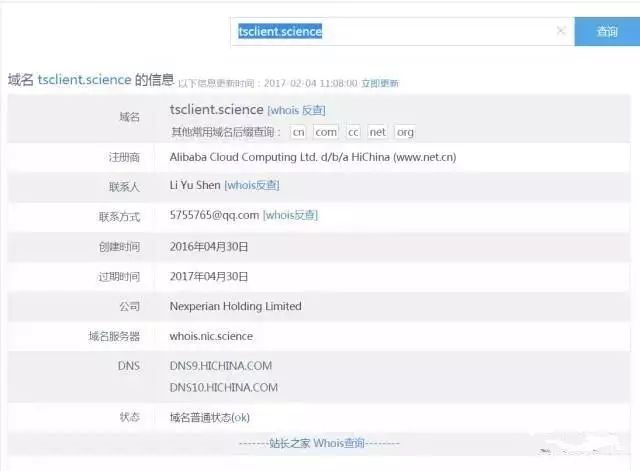 tsclient.science × 查询
域名 tsclient.science 的信息 以下信息更新时间：2017-02-04 11:08:00 立即更新
域名 tsclient.science [whois 反查]
其他常用域名后缀查询： cn com cc net org
注册商 Alibaba Cloud Computing Ltd. d/b/a HiChina (www.net.cn)
联系人 Li Yu Shen [whois反查]
联系方式 5755765@qq.com [whois反查]
创建时间 2016年04月30日
过期时间 2017年04月30日
公司 Nexperian Holding Limited
域名服务器 whois.nic.science
DNS DNS9.HICHINA.COM
DNS10.HICHINA.COM
状态 域名普通状态(ok)
-------站长之家 Whois查询--------